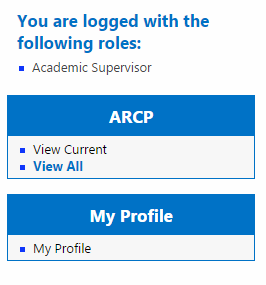 You are logged with the
following roles:
Academic Supervisor
ARCP
View Current
View All
My Profile
My Profile